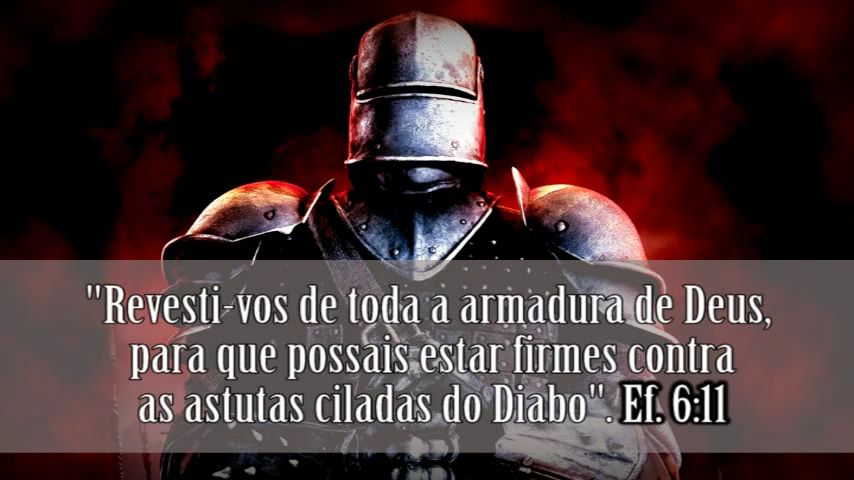 "Revesti-vos de toda a armadura de Deus,
para que possais estar firmes contra
as astutas ciladas do Diabo". Ef. 6:11